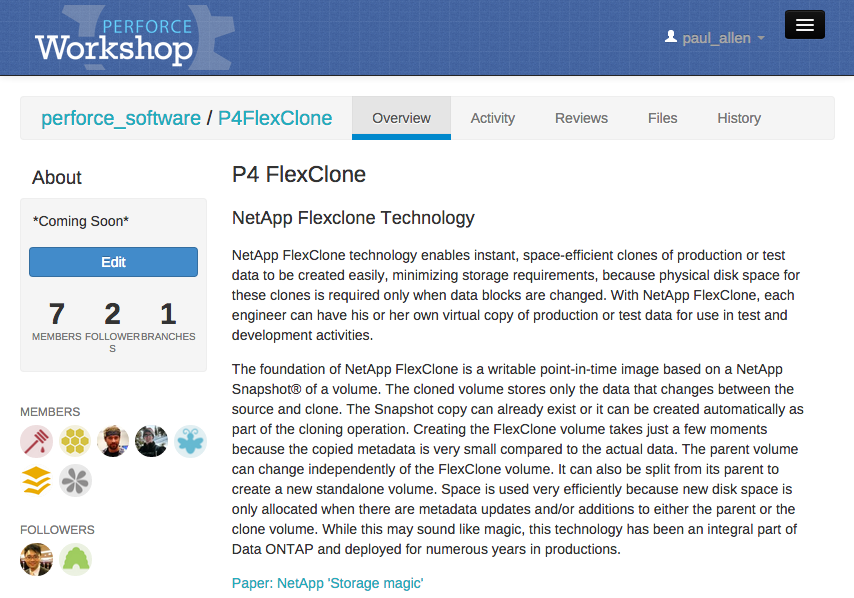 PERFORCE
Workshop
paul_allen
perforce_software / P4FlexClone
Overview
Activity
Reviews
Files
History
About
*Coming Soon*
Edit
7
2
1
MEMBERS
FOLLOWER
S
BRANCHES
MEMBERS
FOLLOWERS
P4 FlexClone
NetApp Flexclone Technology
NetApp FlexClone technology enables instant, space-efficient clones of production or test
data to be created easily, minimizing storage requirements, because physical disk space for
these clones is required only when data blocks are changed. With NetApp FlexClone, each
engineer can have his or her own virtual copy of production or test data for use in test and
development activities.
The foundation of NetApp FlexClone is a writable point-in-time image based on a NetApp
Snapshot® of a volume. The cloned volume stores only the data that changes between the
source and clone. The Snapshot copy can already exist or it can be created automatically as
part of the cloning operation. Creating the FlexClone volume takes just a few moments
because the copied metadata is very small compared to the actual data. The parent volume
can change independently of the FlexClone volume. It can also be split from its parent to
create a new standalone volume. Space is used very efficiently because new disk space is
only allocated when there are metadata updates and/or additions to either the parent or the
clone volume. While this may sound like magic, this technology has been an integral part of
Data ONTAP and deployed for numerous years in productions.
Paper: NetApp 'Storage magic'